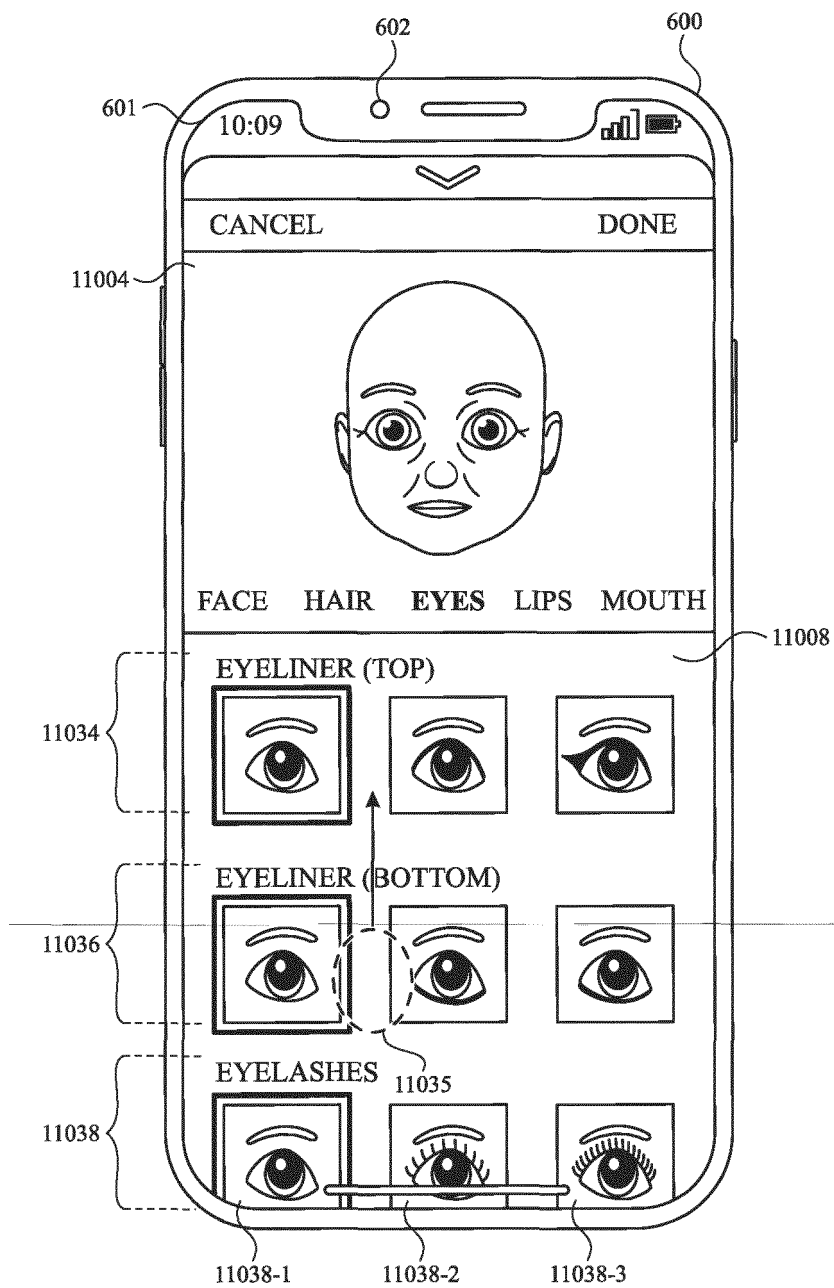 602
600
601
10:09
CANCEL DONE
11004
FACE HAIR EYES LIPS MOUTH
11008
EYELINER (TOP)
11034
EYELINER (BOTTOM)
11036
11035
EYELASHES
11038
11038-1 11038-2 11038-3